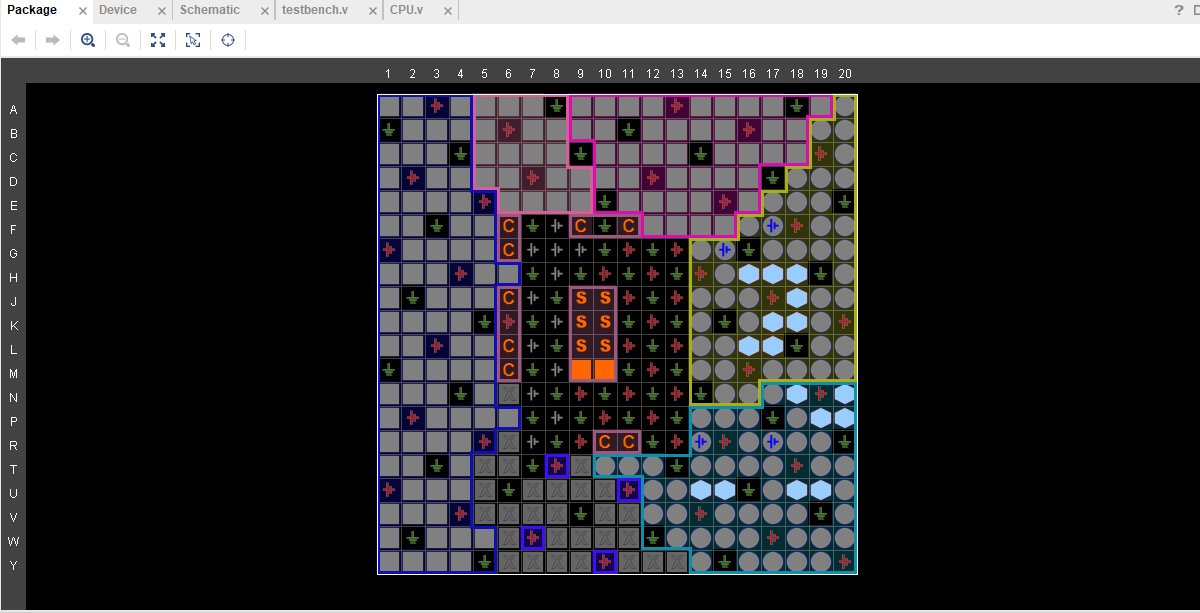 Package Device Schematic testbench.v CPU.v
1 2 3 4 5 6 7 8 9 10 11 12 13 14 15 16 17 18 19 20
A
B
C
D
E
F C C C
G C
H
J C S S
K S S
L C S S
M C
N X
P
R X C C
T X X X
U X X X X X X
V X X X X X X
W X X X X X X
Y X X X X X X X